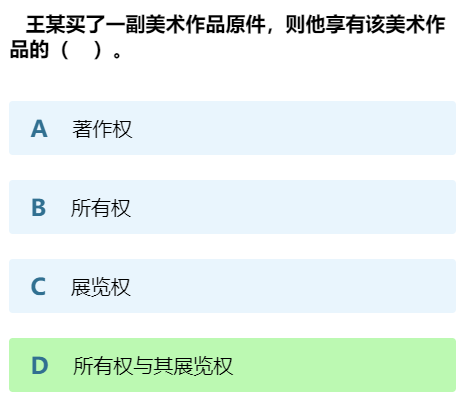 王某买了一副美术作品原件，则他享有该美术作
品的（　）。
A 著作权
B 所有权
C 展览权
D 所有权与其展览权